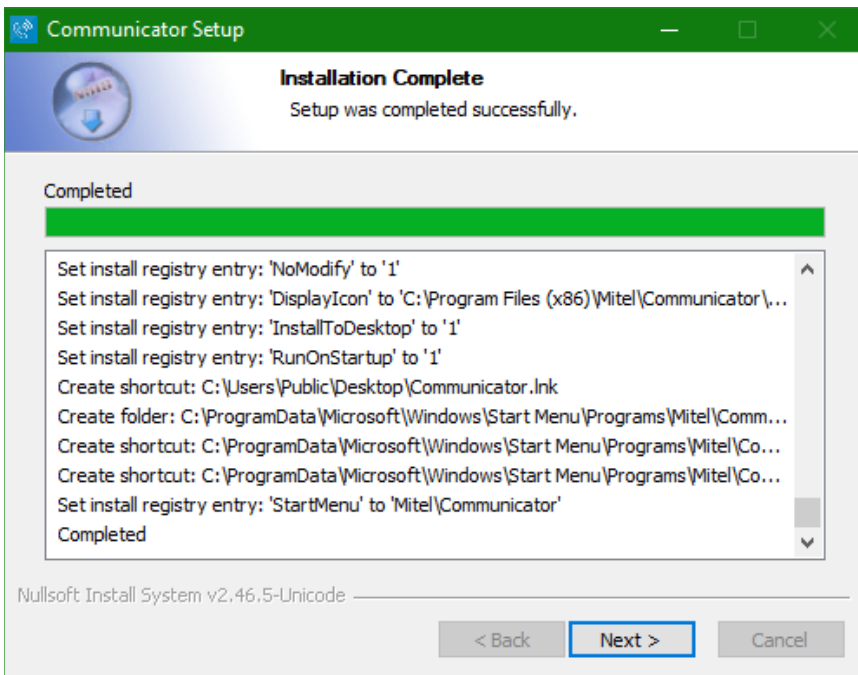 Communicator Setup
Installation Complete
Setup was completed successfully.
Completed
Set install registry entry: 'NoModify' to '1'
Set install registry entry: 'DisplayIcon' to 'C:\Program Files (x86)\Mitel\Communicator\...
Set install registry entry: 'InstallToDesktop' to '1'
Set install registry entry: 'RunOnStartup' to '1'
Create shortcut: C:\Users\Public\Desktop\Communicator.lnk
Create folder: C:\ProgramData\Microsoft\Windows\Start Menu\Programs\Mitel\Comm...
Create shortcut: C:\ProgramData\Microsoft\Windows\Start Menu\Programs\Mitel\Co...
Create shortcut: C:\ProgramData\Microsoft\Windows\Start Menu\Programs\Mitel\Co...
Set install registry entry: 'StartMenu' to 'Mitel\Communicator'
Completed
Nullsoft Install System v2.46.5-Unicode
< Back
Next >
Cancel